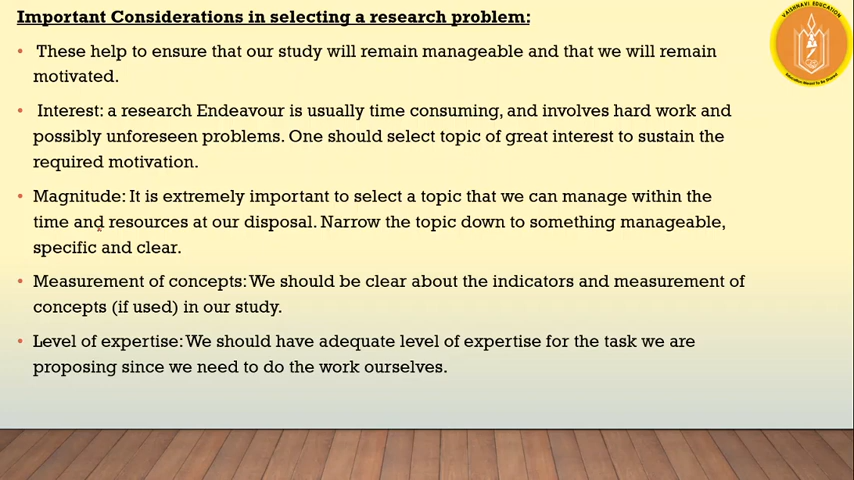 Important Considerations in selecting a research problem:
• These help to ensure that our study will remain manageable and that we will remain
motivated.
• Interest: a research Endeavour is usually time consuming, and involves hard work and
possibly unforeseen problems. One should select topic of great interest to sustain the
required motivation.
• Magnitude: It is extremely important to select a topic that we can manage within the
time and resources at our disposal. Narrow the topic down to something manageable,
specific and clear.
• Measurement of concepts: We should be clear about the indicators and measurement of
concepts (if used) in our study.
• Level of expertise: We should have adequate level of expertise for the task we are
proposing since we need to do the work ourselves.
VAISHNAVI EDUCATION